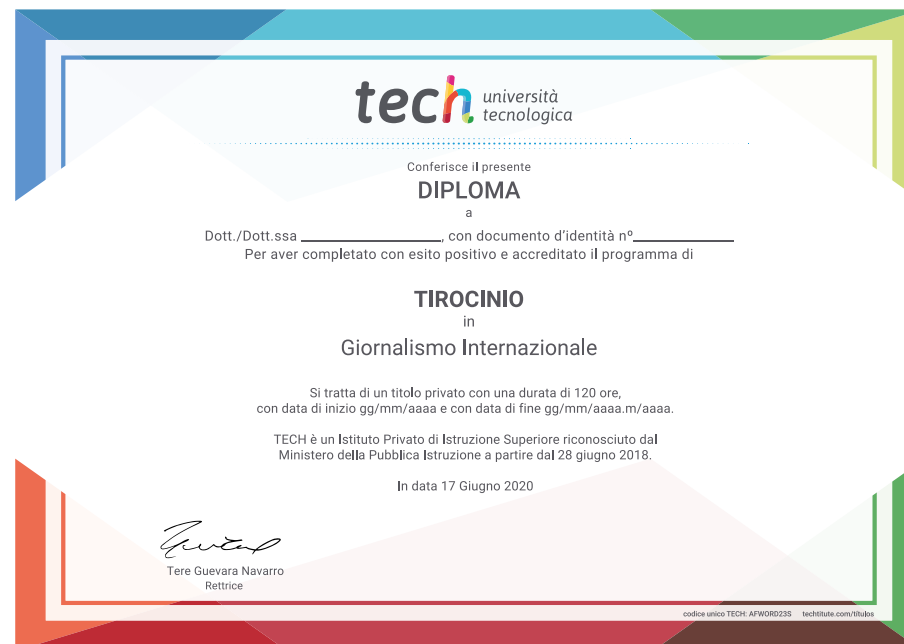 tech università
tecnologica
Conferisce il presente
DIPLOMA
a
Dott./Dott.ssa ____________________, con documento d'identità nº______________
Per aver completato con esito positivo e accreditato il programma di
TIROCINIO
in
Giornalismo Internazionale
Si tratta di un titolo privato con una durata di 120 ore,
con data di inizio gg/mm/aaaa e con data di fine gg/mm/aaaa.m/aaaa.
TECH è un Istituto Privato di Istruzione Superiore riconosciuto dal
Ministero della Pubblica Istruzione a partire dal 28 giugno 2018.
In data 17 Giugno 2020
Tere Guevara Navarro
Rettrice
codice unico TECH: AFWORD23S techtitute.com/titulos